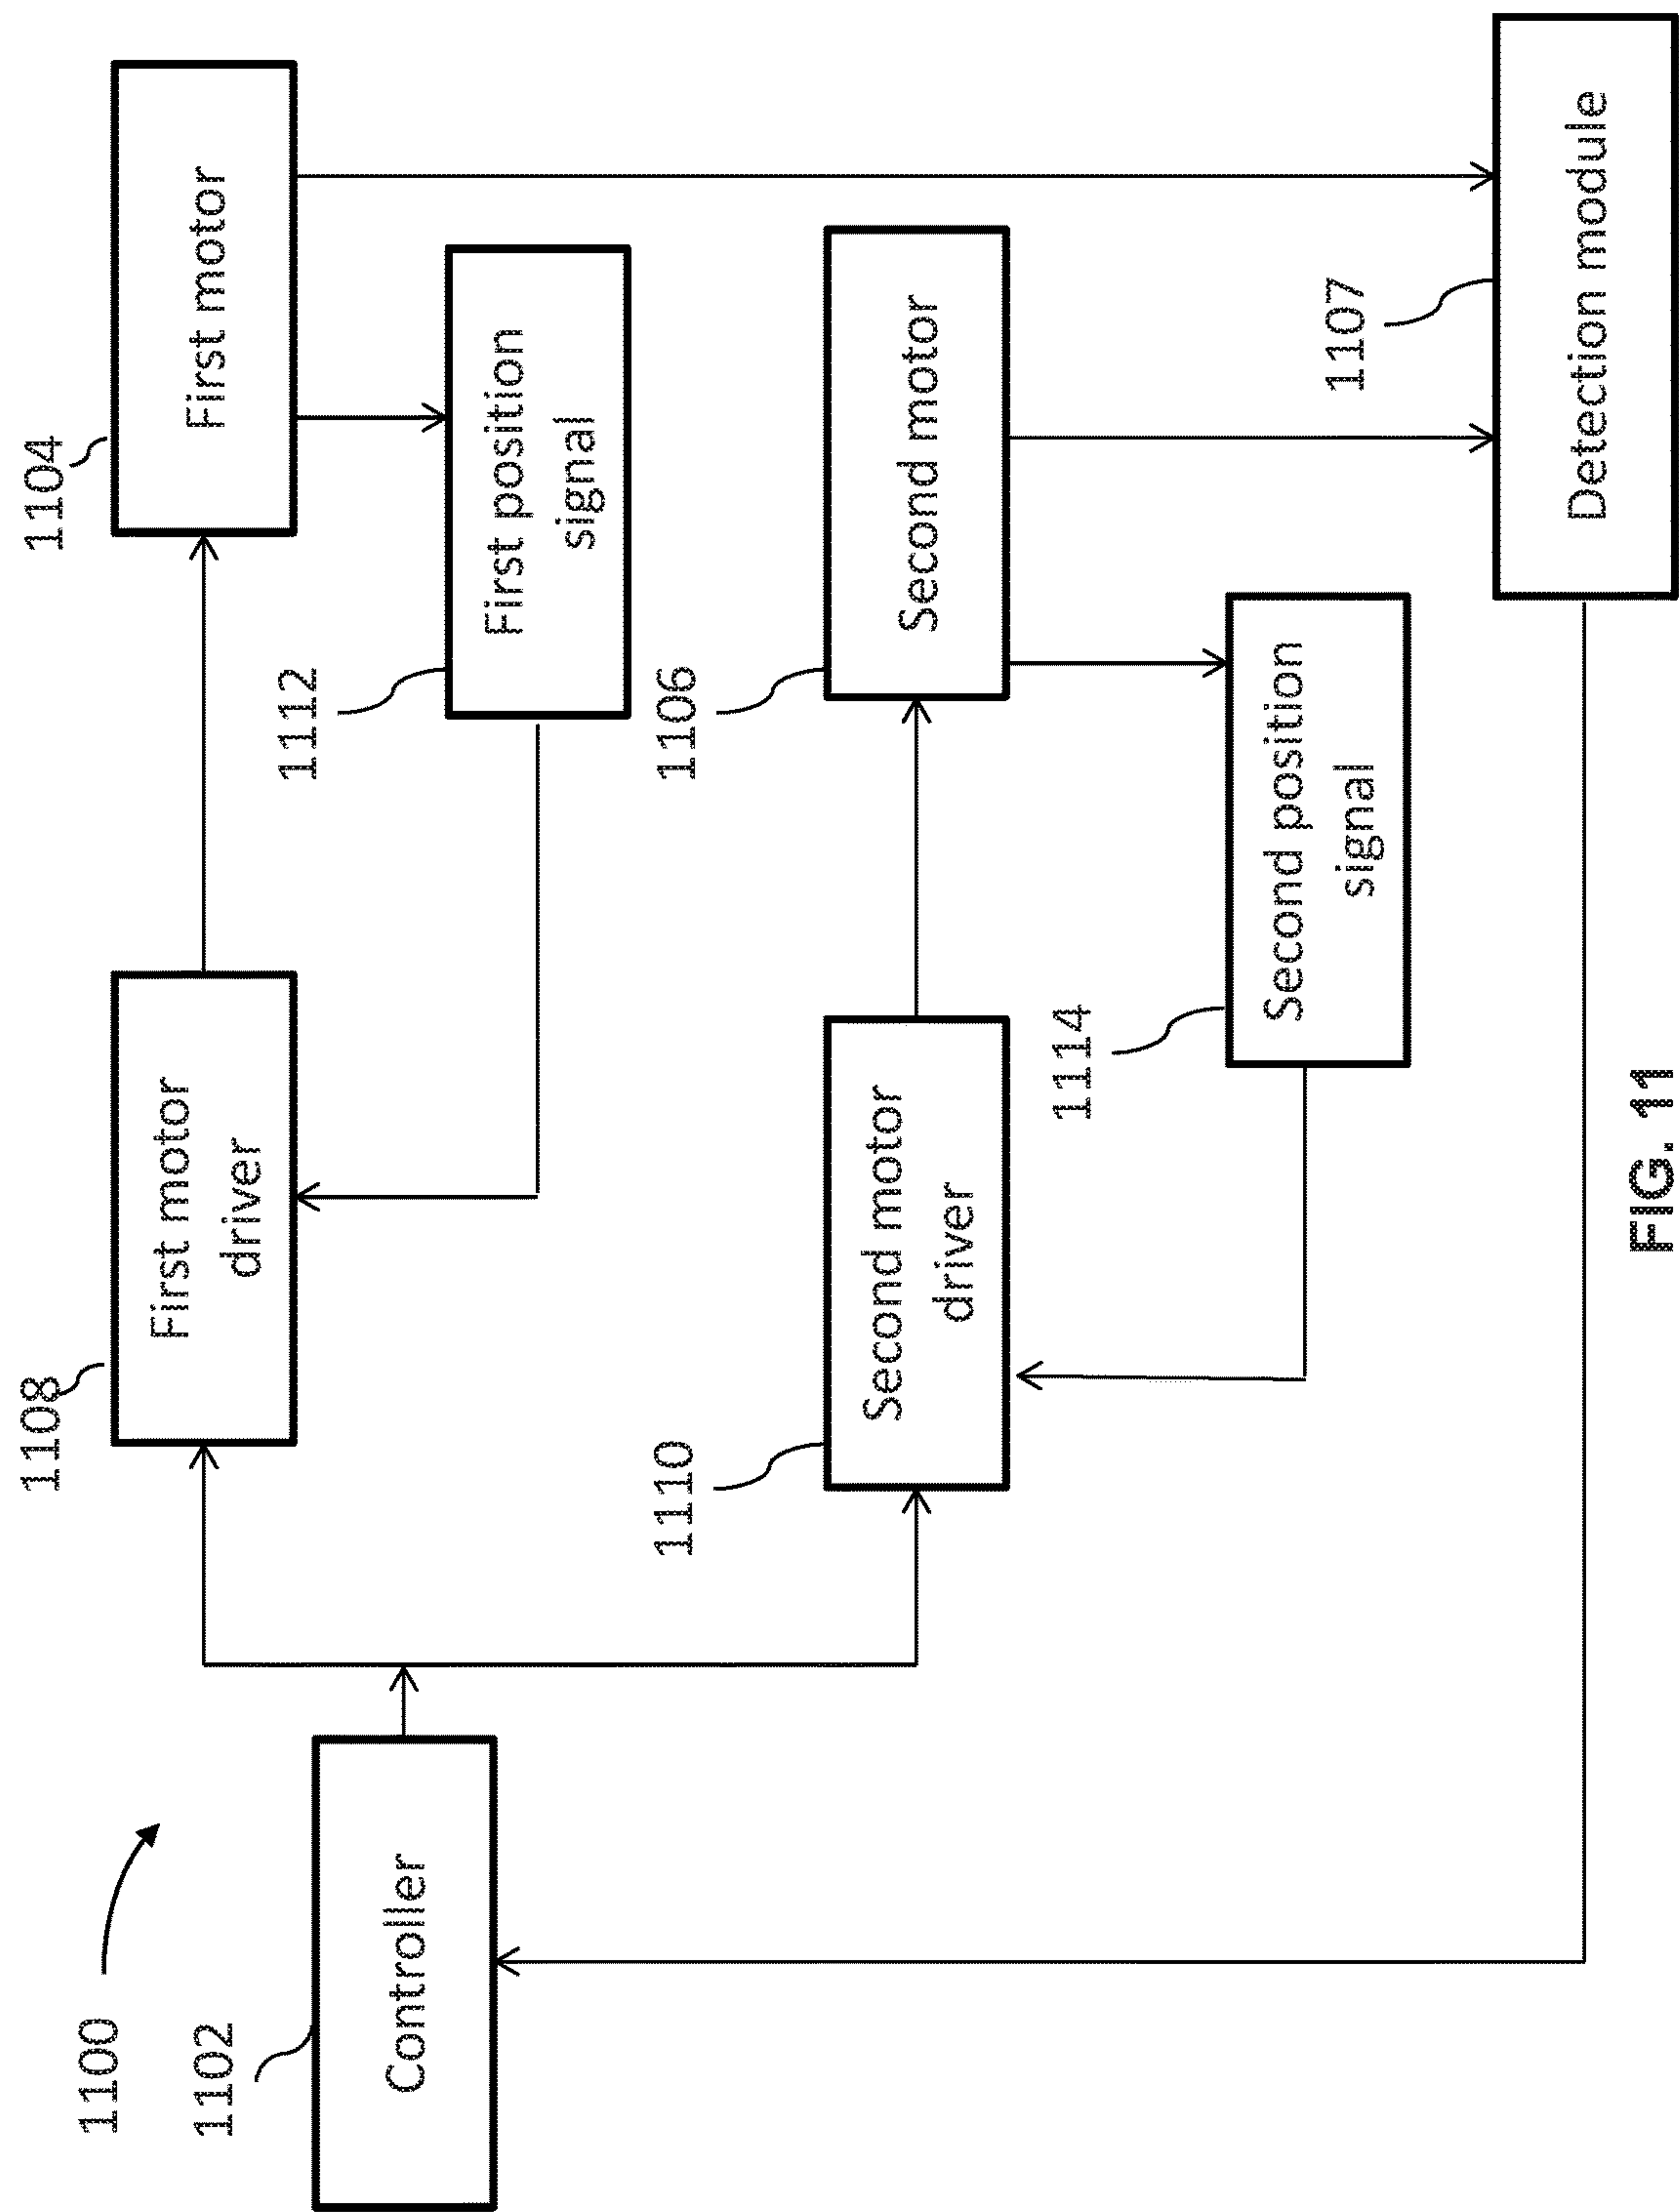 1100
1102
Controller
1108
First motor
driver
1104
First motor
1112
First position
signal
1110
Second motor
driver
1106
Second motor
1114
Second position
signal
1107
Detection module
FIG. 11